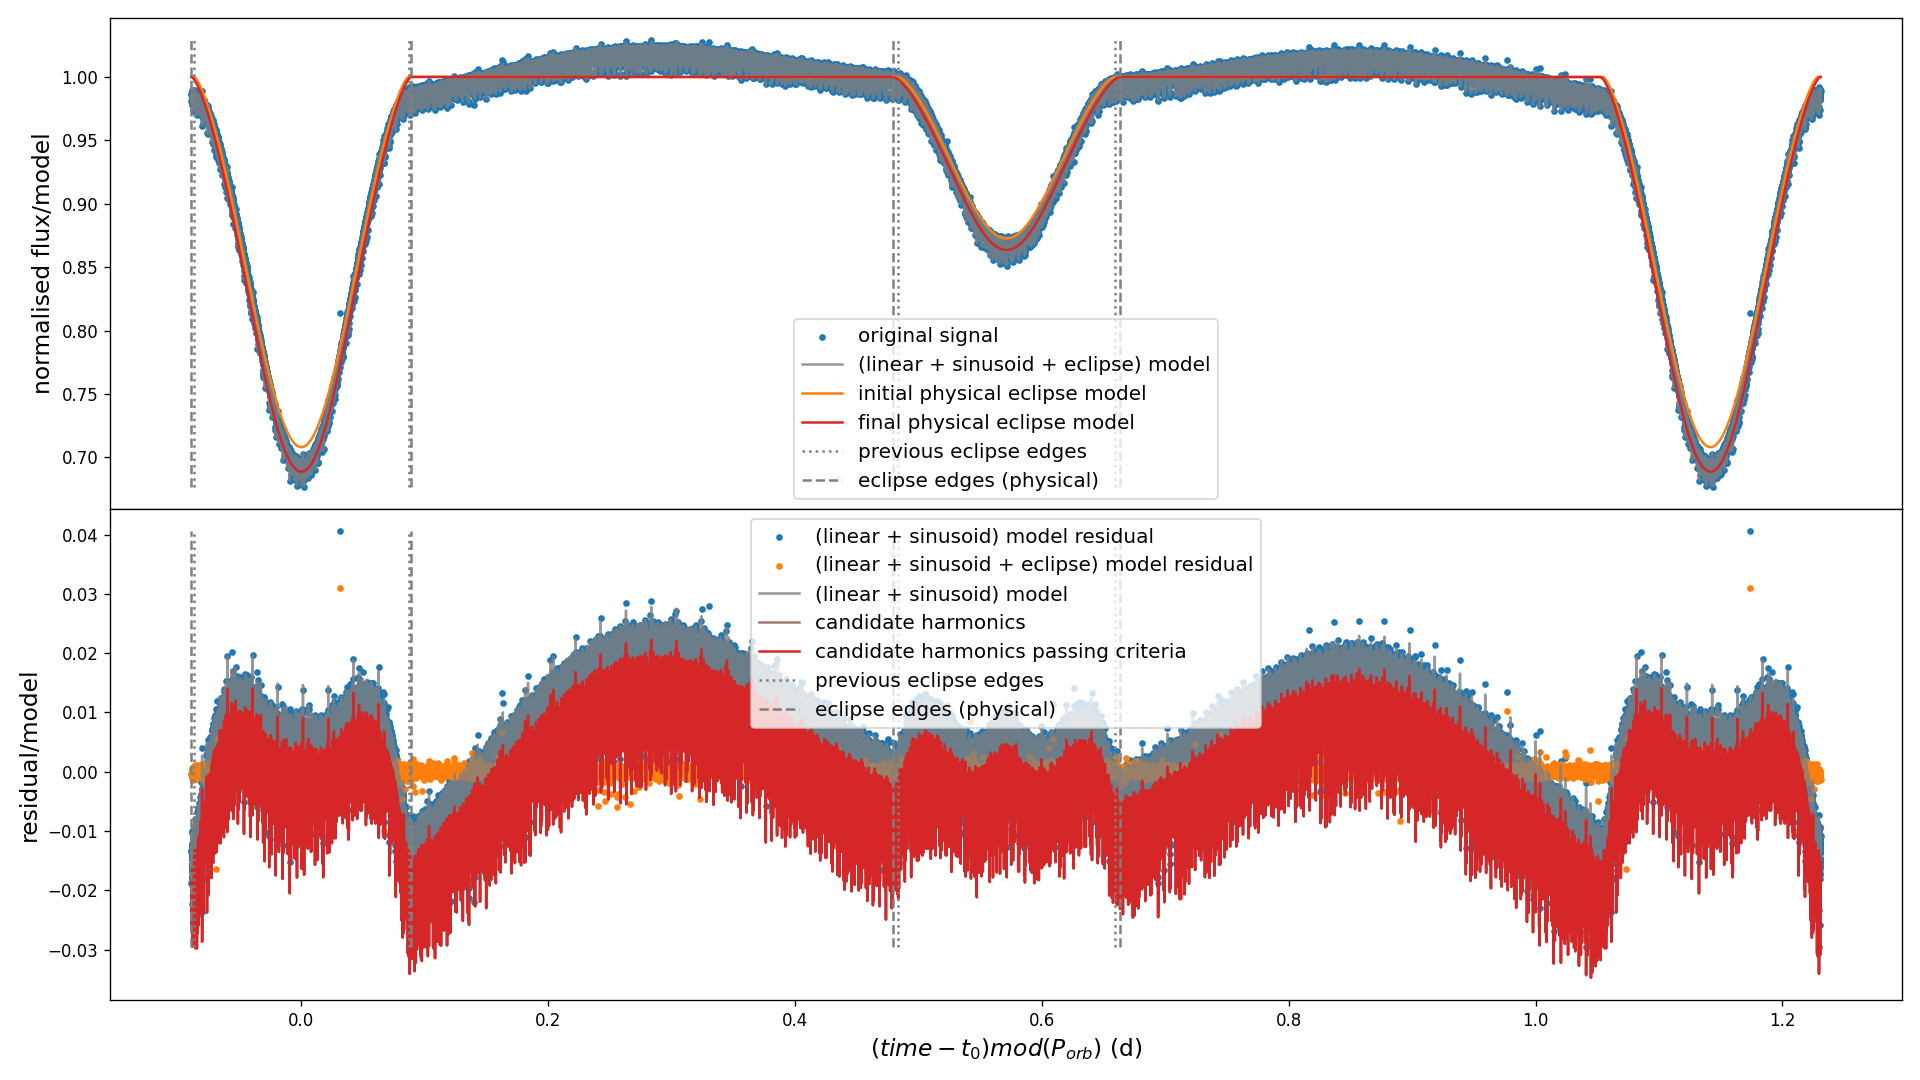 normalised flux/model
1.00
0.95
0.90
0.85
0.80
0.75
0.70
original signal
(linear + sinusoid + eclipse) model
initial physical eclipse model
final physical eclipse model
previous eclipse edges
eclipse edges (physical)
residual/model
0.04
0.03
0.02
0.01
0.00
−0.01
−0.02
−0.03
(linear + sinusoid) model residual
(linear + sinusoid + eclipse) model residual
(linear + sinusoid) model
candidate harmonics
candidate harmonics passing criteria
previous eclipse edges
eclipse edges (physical)
0.0 0.2 0.4 0.6 0.8 1.0 1.2
(time − t₀)mod(P_orb) (d)